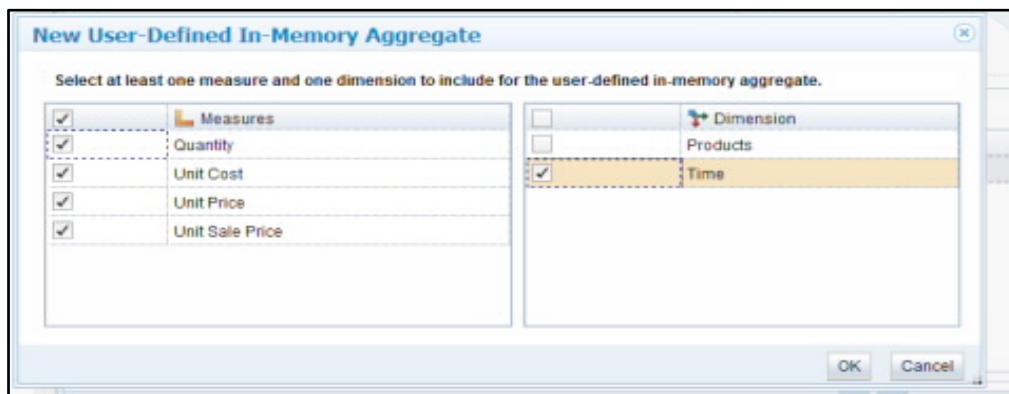 New User-Defined In-Memory Aggregate
Select at least one measure and one dimension to include for the user-defined in-memory aggregate.
Measures
Quantity
Unit Cost
Unit Price
Unit Sale Price
Dimension
Products
Time
OK Cancel